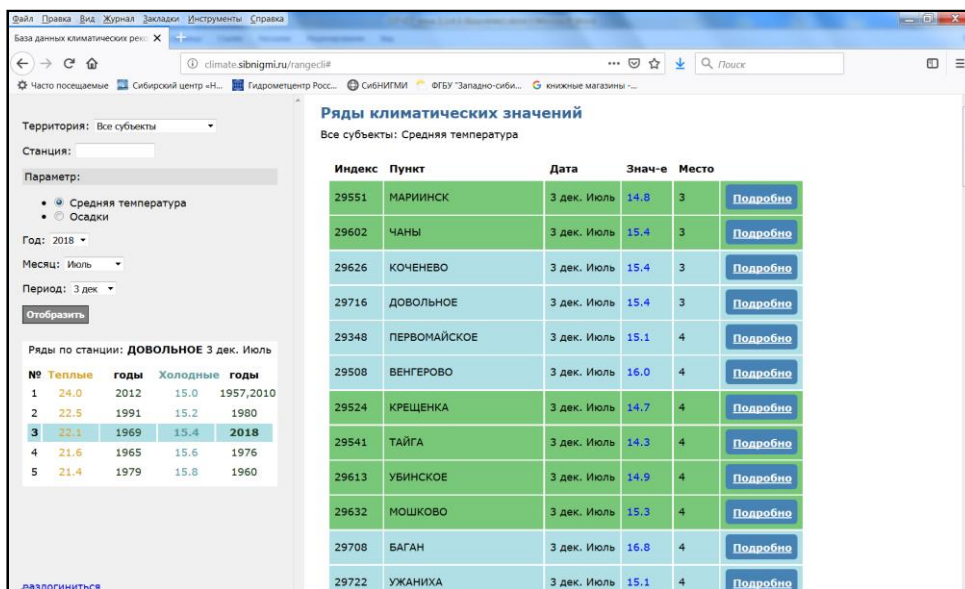 Файл Правка Вид Журнал Закладки Инструменты Справка
База данных климатических рекс
climate.sibnigmi.ru/rangecli#
Поиск
Часто посещаемые Сибирский центр «Н... Гидрометцентр Росс... СибНИГМИ ФГБУ "Западно-сиби... книжные магазины -...
Территория: Все субъекты
Станция:
Параметр:
Средняя температура
Осадки
Год: 2018
Месяц: Июль
Период: 3 дек
Отобразить
Ряды по станции: ДОВОЛЬНОЕ 3 дек. Июль
№ Теплые годы Холодные годы
1 24.0 2012 15.0 1957,2010
2 22.5 1991 15.2 1980
3 22.1 1969 15.4 2018
4 21.6 1965 15.6 1976
5 21.4 1979 15.8 1960
разлогиниться
Ряды климатических значений
Все субъекты: Средняя температура
Индекс Пункт Дата Знач-е Место
29551 МАРИИНСК 3 дек. Июль 14.8 3 Подробно
29602 ЧАНЫ 3 дек. Июль 15.4 3 Подробно
29626 КОЧЕНЕВО 3 дек. Июль 15.4 3 Подробно
29716 ДОВОЛЬНОЕ 3 дек. Июль 15.4 3 Подробно
29348 ПЕРВОМАЙСКОЕ 3 дек. Июль 15.1 4 Подробно
29508 ВЕНГЕРОВО 3 дек. Июль 16.0 4 Подробно
29524 КРЕЩЕНКА 3 дек. Июль 14.7 4 Подробно
29541 ТАЙГА 3 дек. Июль 14.3 4 Подробно
29613 УБИНСКОЕ 3 дек. Июль 14.9 4 Подробно
29632 МОШКОВО 3 дек. Июль 15.3 4 Подробно
29708 БАГАН 3 дек. Июль 16.8 4 Подробно
29722 УЖАНИХА 3 дек. Июль 15.1 4 Подробно